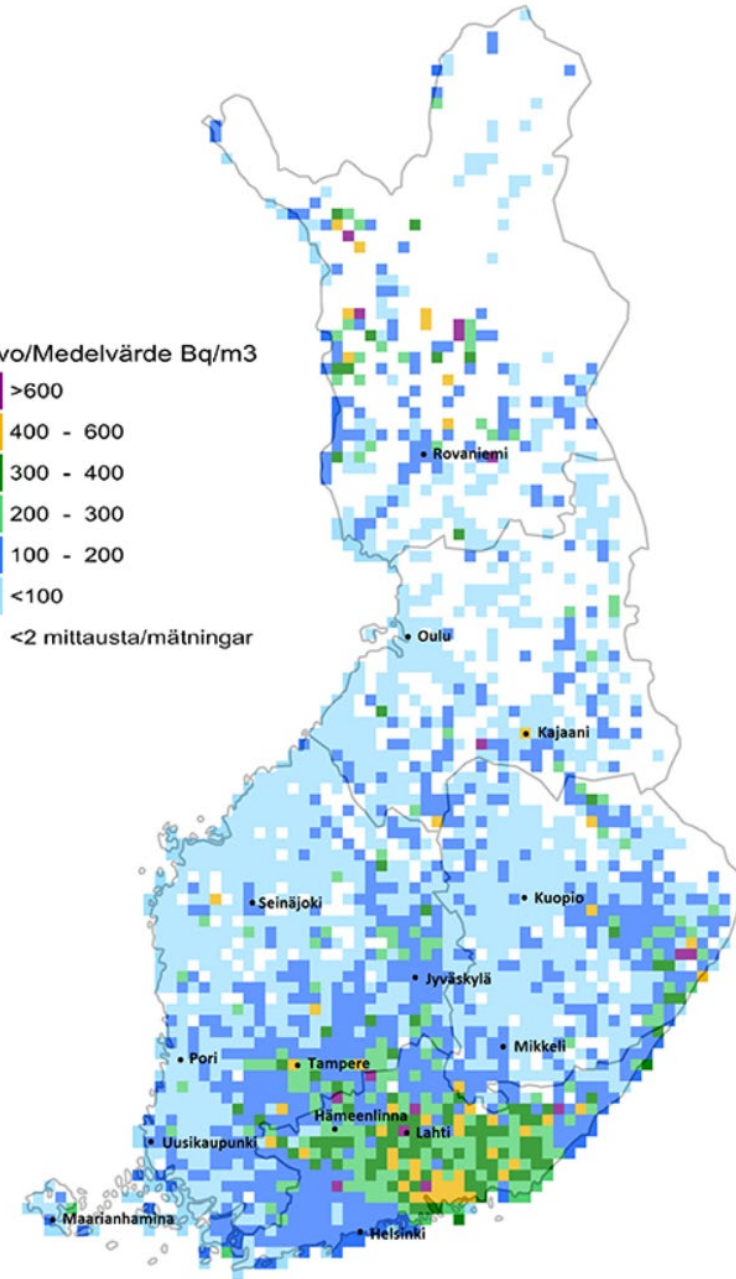 vo/Medelvärde Bq/m3
>600
400 - 600
300 - 400
200 - 300
100 - 200
<100
<2 mittausta/mätningar
Rovaniemi
Oulu
Kajaani
Seinäjoki
Kuopio
Jyväskylä
Mikkeli
Pori
Tampere
Hämeenlinna
Lahti
Uusikaupunki
Maarianhamina
Helsinki